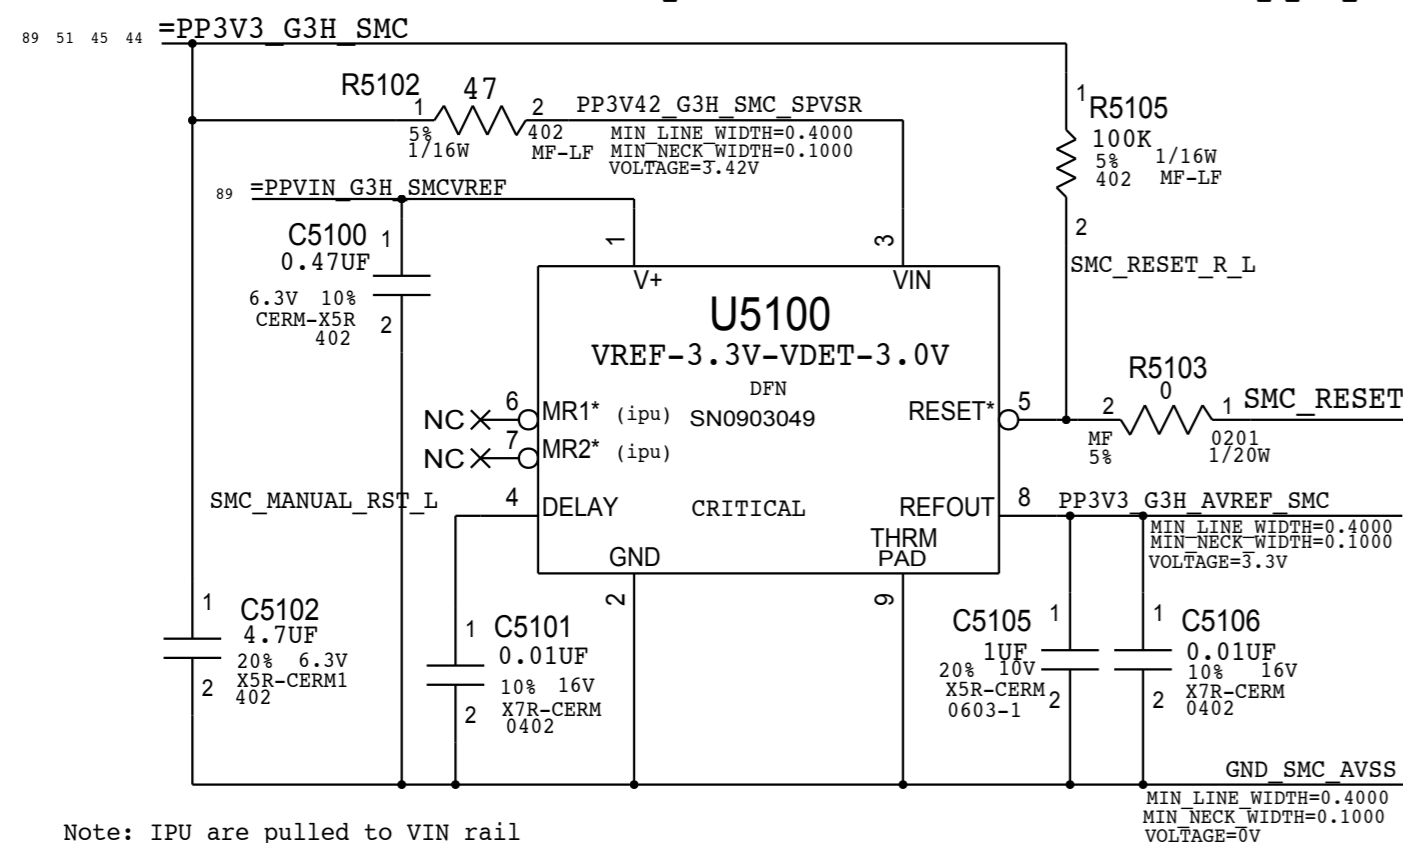 =PP3V3_G3H_SMC
89 51 45 44
R5102 47
1 2 PP3V42_G3H_SMC_SPVSR
5% 402 MIN_LINE_WIDTH=0.4000
1/16W MF-LF MIN_NECK_WIDTH=0.1000
VOLTAGE=3.42V
1
R5105
100K
5% 1/16W
402 MF-LF
2
SMC_RESET_R_L
89 =PPVIN_G3H_SMCVREF
C5100 1
0.47UF
6.3V 10%
CERM-X5R 2
402
1 3
V+ VIN
U5100
VREF-3.3V-VDET-3.0V
DFN
SN0903049
NC 6 MR1* (ipu)
NC 7 MR2* (ipu)
RESET* 5
R5103
0
2 1 SMC_RESET
MF 0201
5% 1/20W
SMC_MANUAL_RST_L
4 DELAY
CRITICAL
REFOUT 8 PP3V3_G3H_AVREF_SMC
MIN_LINE_WIDTH=0.4000
MIN_NECK_WIDTH=0.1000
VOLTAGE=3.3V
GND
THRM
PAD
2 9
1 C5102
4.7UF
20% 6.3V
2 X5R-CERM1
402
1 C5101
0.01UF
10% 16V
2 X7R-CERM
0402
C5105 1
1UF
20% 10V
X5R-CERM 2
0603-1
1 C5106
0.01UF
10% 16V
2 X7R-CERM
0402
GND_SMC_AVSS
MIN_LINE_WIDTH=0.4000
MIN_NECK_WIDTH=0.1000
VOLTAGE=0V
Note: IPU are pulled to VIN rail